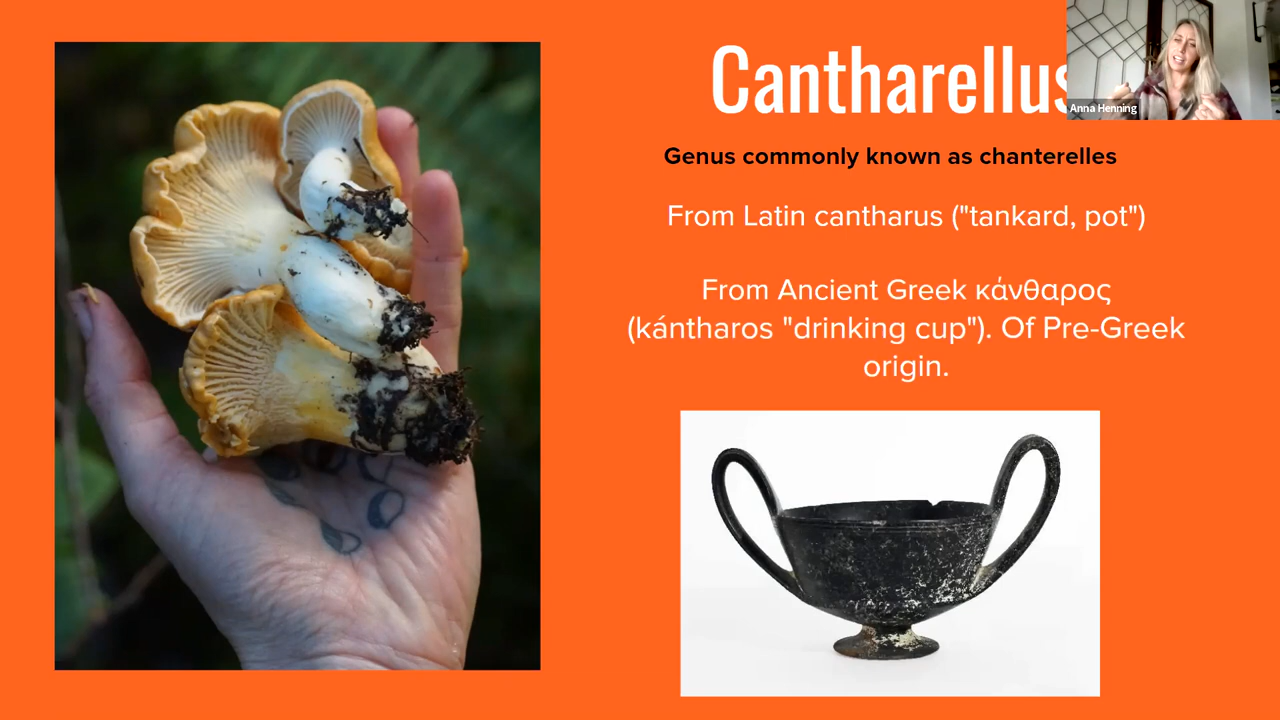 Cantharellus
Anna Henning
Genus commonly known as chanterelles
From Latin cantharus ("tankard, pot")
From Ancient Greek κάνθαρος
(kántharos "drinking cup"). Of Pre-Greek
origin.